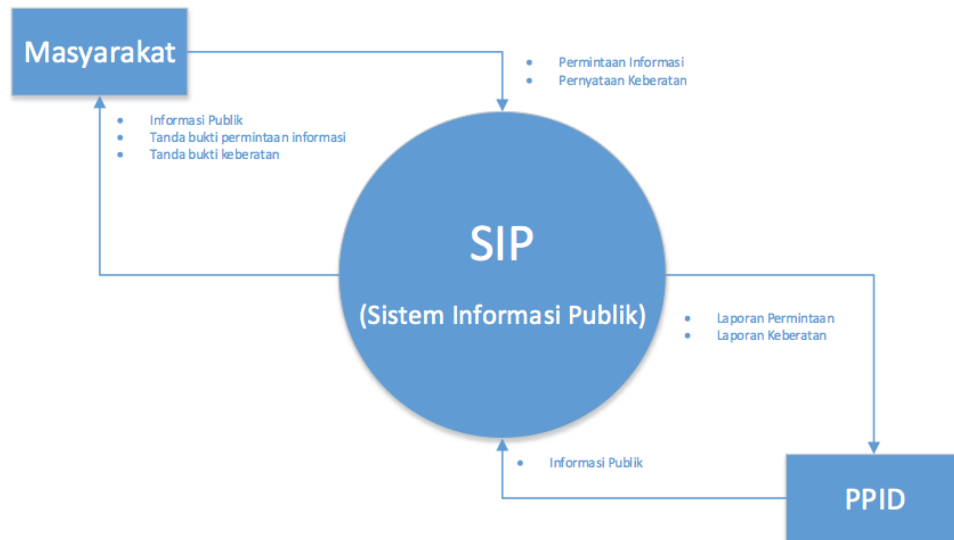 Masyarakat
• Permintaan Informasi
• Pernyataan Keberatan
• Informasi Publik
• Tanda bukti permintaan informasi
• Tanda bukti keberatan
SIP
(Sistem Informasi Publik)
• Laporan Permintaan
• Laporan Keberatan
• Informasi Publik
PPID